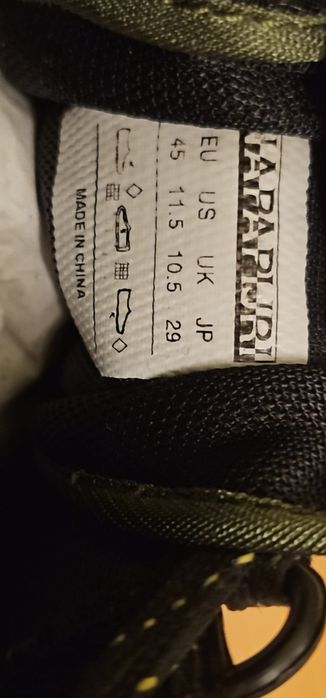 NAPAPIJRI
EU US UK JP
45 11.5 10.5 29
MADE IN CHINA